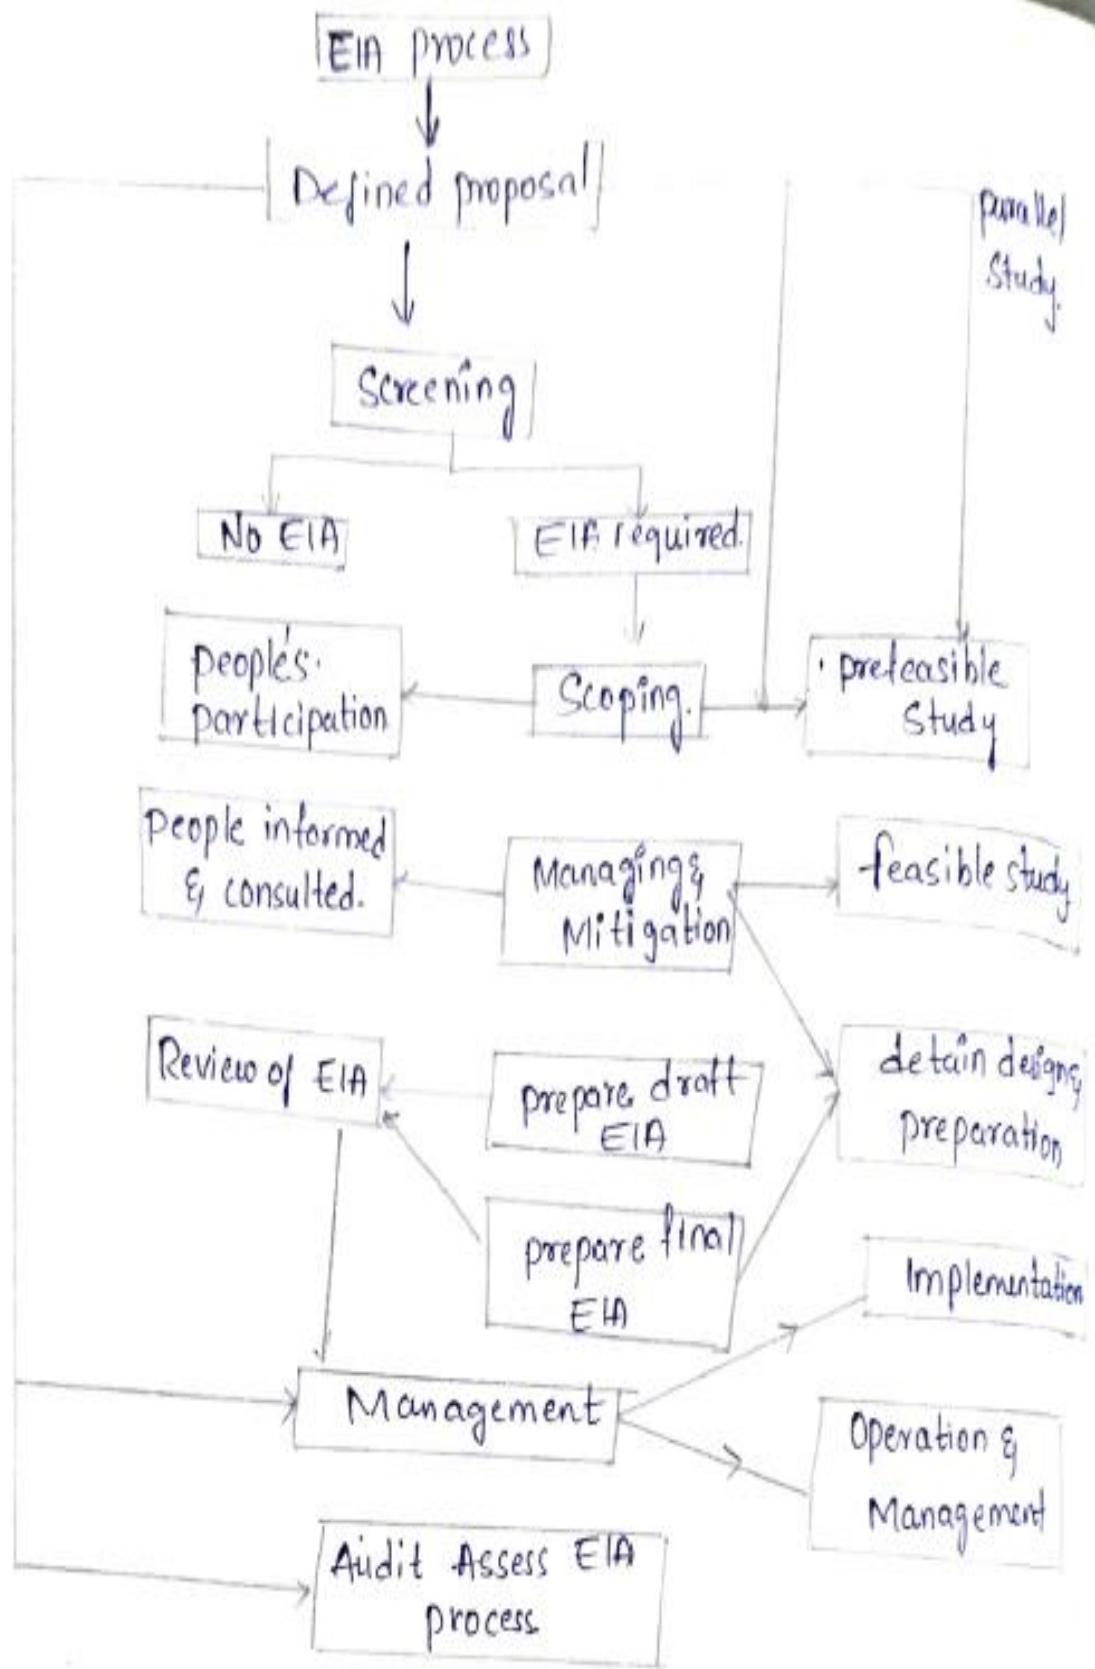 EIA process
Defined proposal
parallel
study.
Screening
No EIA
EIA required.
people's.
participation
Scoping.
prefeasible
Study
people informed
& consulted.
Managing &
Mitigation
feasible study
Review of EIA
prepare draft
EIA
detain design &
preparation
prepare final
EIA
Implementation
Management
Operation &
Management
Audit Assess EIA
process